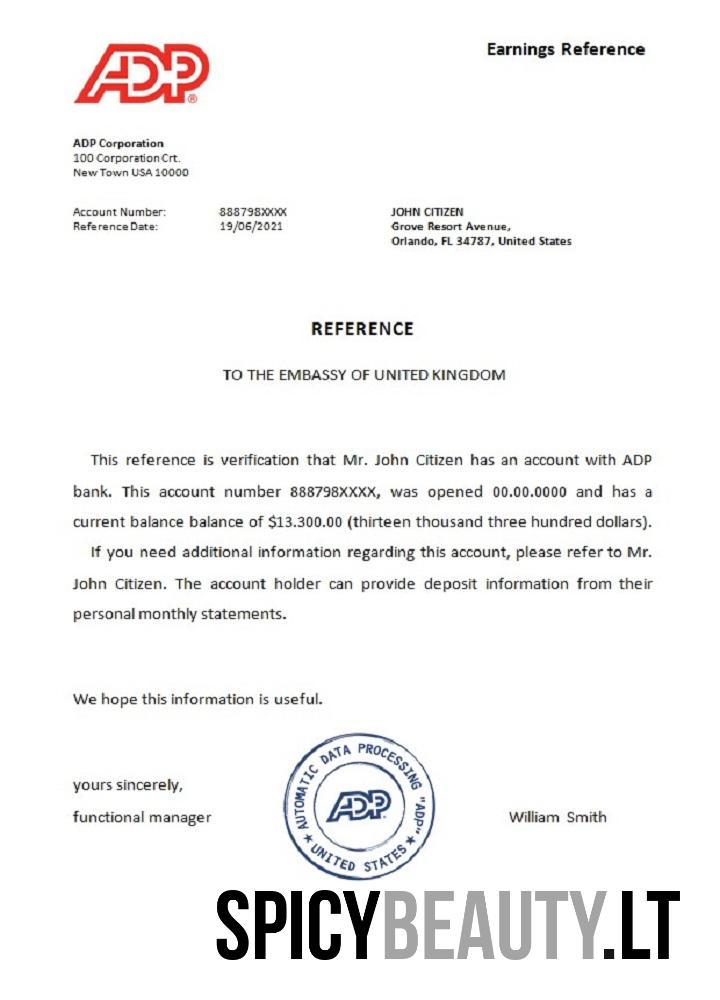 ADP®
Earnings Reference
ADP Corporation
100 Corporation Crt.
New Town USA 10000
Account Number: 888798XXXX
Reference Date: 19/06/2021
JOHN CITIZEN
Grove Resort Avenue,
Orlando, FL 34787, United States
REFERENCE
TO THE EMBASSY OF UNITED KINGDOM
This reference is verification that Mr. John Citizen has an account with ADP
bank. This account number 888798XXXX, was opened 00.00.0000 and has a
current balance balance of $13.300.00 (thirteen thousand three hundred dollars).
If you need additional information regarding this account, please refer to Mr.
John Citizen. The account holder can provide deposit information from their
personal monthly statements.
We hope this information is useful.
yours sincerely,
functional manager
AUTOMATIC DATA PROCESSING "ADP"
ADP
★ UNITED STATES ★
William Smith
SPICYBEAUTY.LT